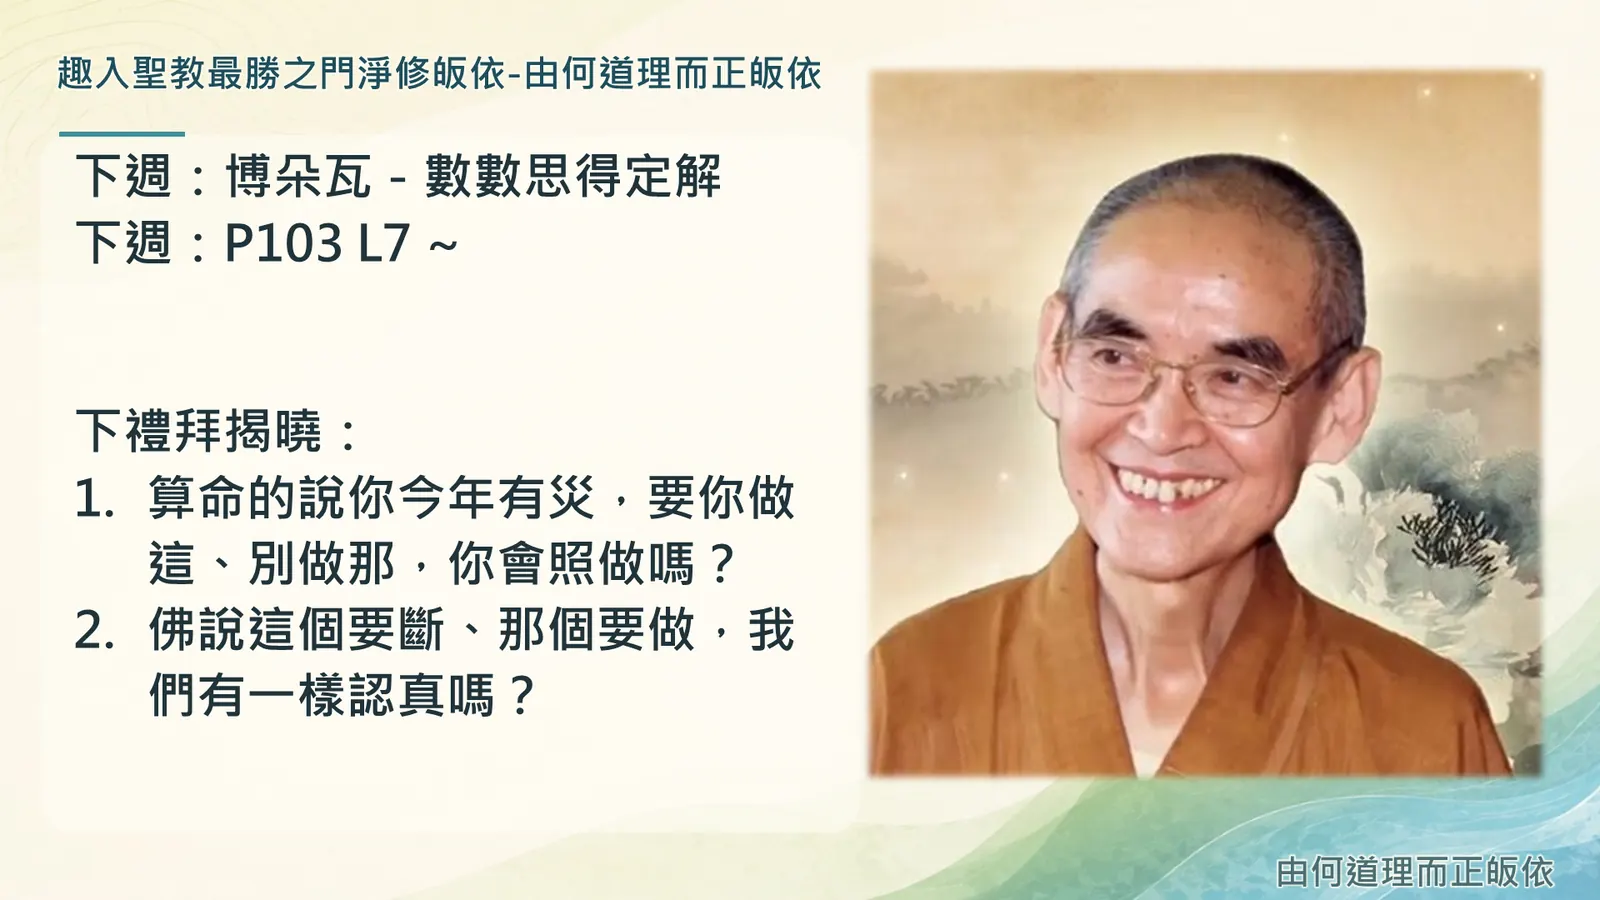 趣入聖教最勝之門淨修皈依-由何道理而正皈依
下週：博朵瓦 - 數數思得定解
下週：P103 L7 ~
下禮拜揭曉：
1. 算命的說你今年有災，要你做
這、別做那，你會照做嗎？
2. 佛說這個要斷、那個要做，我
們有一樣認真嗎？
由何道理而正皈依